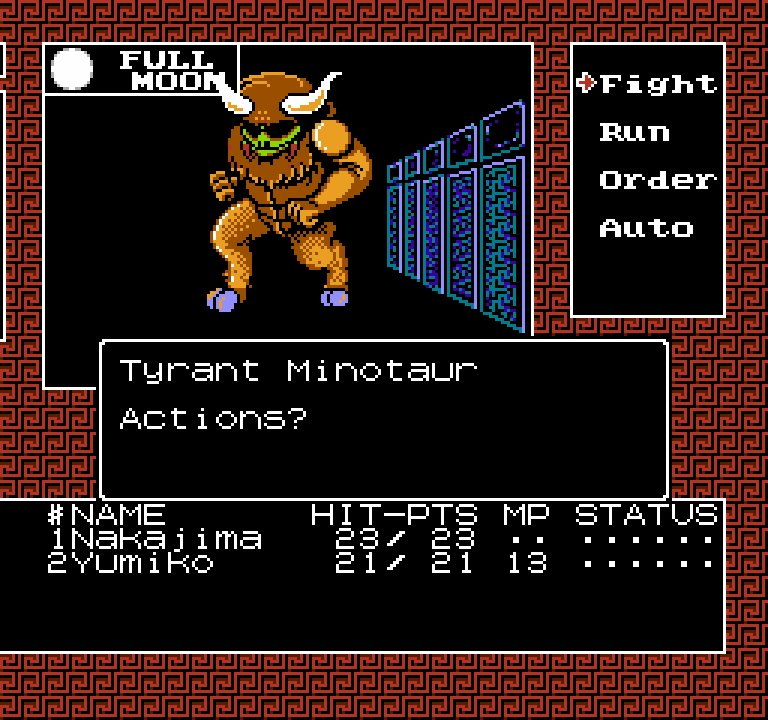 FULL
MOON
Fight
Run
Order
Auto
Tyrant Minotaur
Actions?
#NAME HIT-PTS MP STATUS
1Nakajima 23/ 23 .. ......
2Yumiko 21/ 21 13 ......